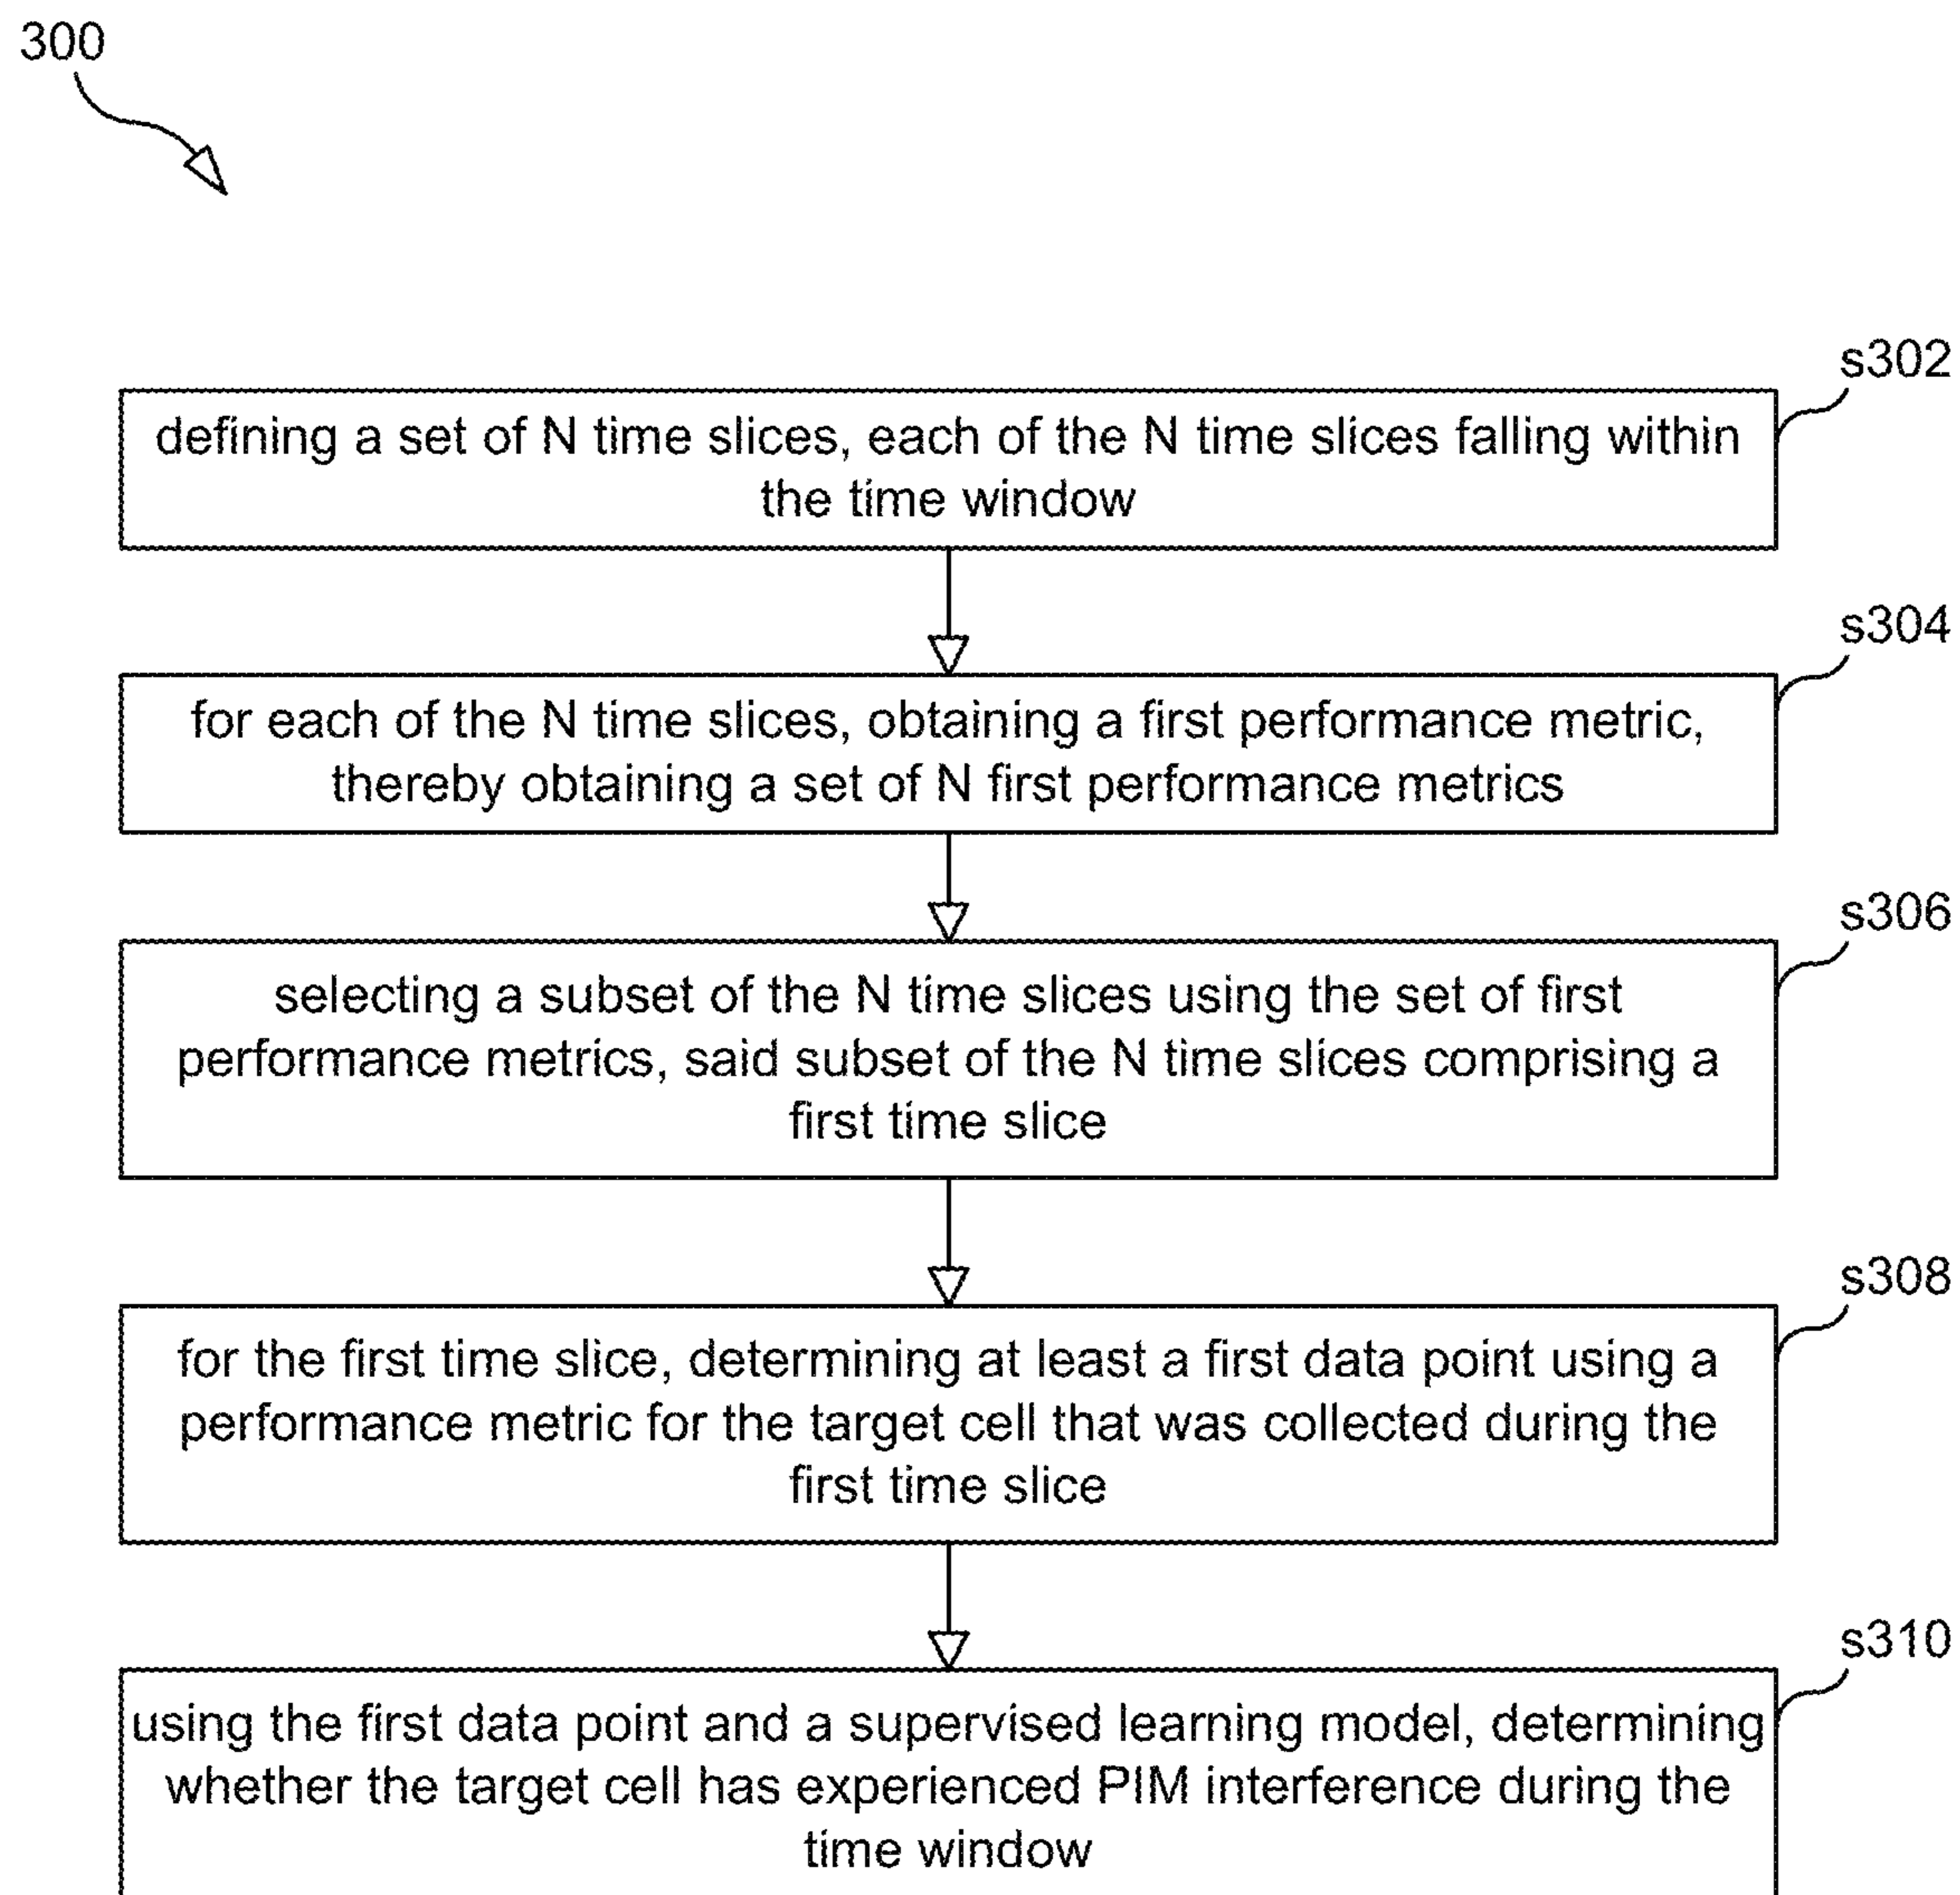 300
s302
defining a set of N time slices, each of the N time slices falling within
the time window
s304
for each of the N time slices, obtaining a first performance metric,
thereby obtaining a set of N first performance metrics
s306
selecting a subset of the N time slices using the set of first
performance metrics, said subset of the N time slices comprising a
first time slice
s308
for the first time slice, determining at least a first data point using a
performance metric for the target cell that was collected during the
first time slice
s310
using the first data point and a supervised learning model, determining
whether the target cell has experienced PIM interference during the
time window